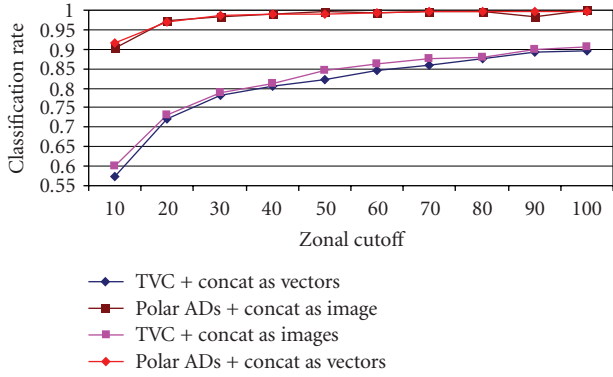 Classification rate
1
0.95
0.9
0.85
0.8
0.75
0.7
0.65
0.6
0.55
10 20 30 40 50 60 70 80 90 100
Zonal cutoff
TVC + concat as vectors
Polar ADs + concat as image
TVC + concat as images
Polar ADs + concat as vectors